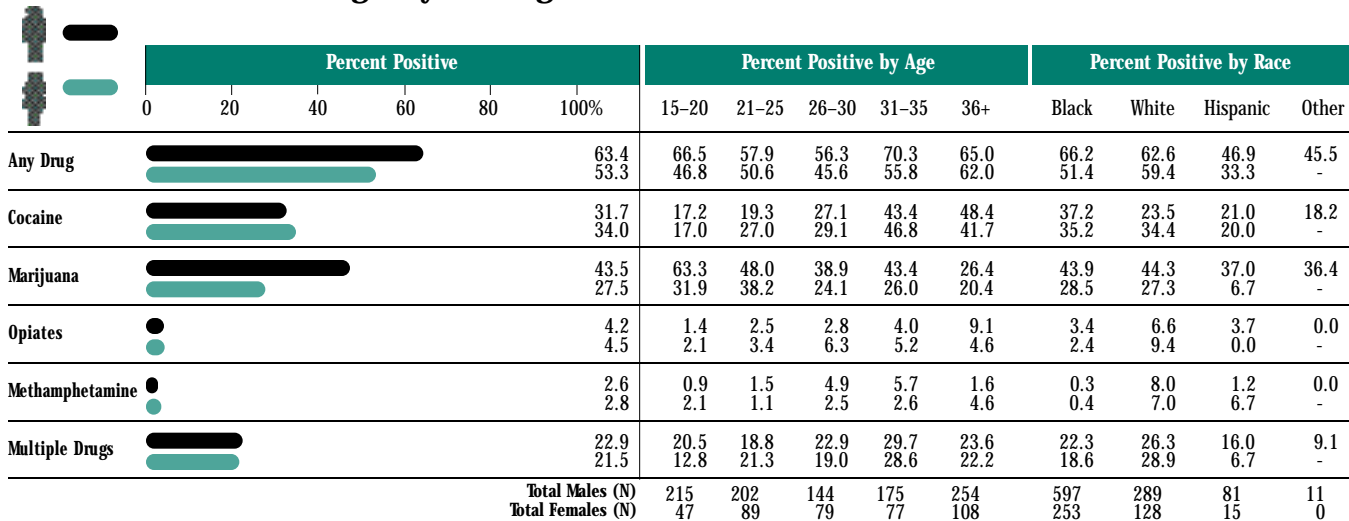 Percent Positive Percent Positive by Age Percent Positive by Race
0 20 40 60 80 100% 15–20 21–25 26–30 31–35 36+ Black White Hispanic Other
Any Drug 63.4 66.5 57.9 56.3 70.3 65.0 66.2 62.6 46.9 45.5
53.3 46.8 50.6 45.6 55.8 62.0 51.4 59.4 33.3 -
Cocaine 31.7 17.2 19.3 27.1 43.4 48.4 37.2 23.5 21.0 18.2
34.0 17.0 27.0 29.1 46.8 41.7 35.2 34.4 20.0 -
Marijuana 43.5 63.3 48.0 38.9 43.4 26.4 43.9 44.3 37.0 36.4
27.5 31.9 38.2 24.1 26.0 20.4 28.5 27.3 6.7 -
Opiates 4.2 1.4 2.5 2.8 4.0 9.1 3.4 6.6 3.7 0.0
4.5 2.1 3.4 6.3 5.2 4.6 2.4 9.4 0.0 -
Methamphetamine 2.6 0.9 1.5 4.9 5.7 1.6 0.3 8.0 1.2 0.0
2.8 2.1 1.1 2.5 2.6 4.6 0.4 7.0 6.7 -
Multiple Drugs 22.9 20.5 18.8 22.9 29.7 23.6 22.3 26.3 16.0 9.1
21.5 12.8 21.3 19.0 28.6 22.2 18.6 28.9 6.7 -
Total Males (N) 215 202 144 175 254 597 289 81 11
Total Females (N) 47 89 79 77 108 253 128 15 0